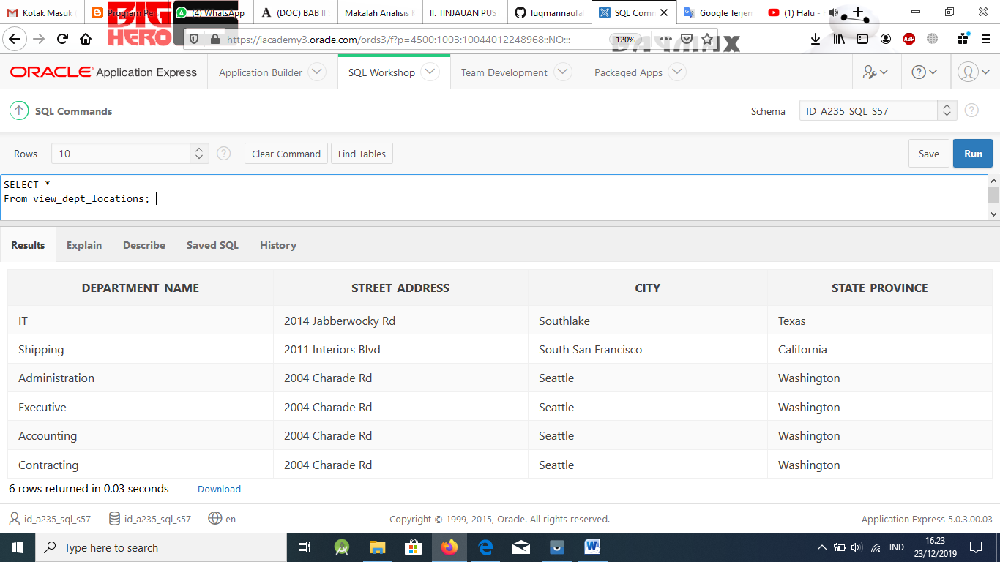 Kotak Masuk
Program Per
(4) WhatsApp
(DOC) BAB II :
Makalah Analisis
II. TINJAUAN PUST
luqmannaufa
SQL Comm
Google Terjem
(1) Halu -
BIG
HERO
https://iacademy3.oracle.com/ords3/f?p=4500:1003:10044012248968::NO:::
120%
ABP
ORACLE Application Express
Application Builder
SQL Workshop
Team Development
Packaged Apps
SQL Commands
Schema
ID_A235_SQL_S57
Rows
10
Clear Command
Find Tables
Save
Run
SELECT *
From view_dept_locations;
Results
Explain
Describe
Saved SQL
History
DEPARTMENT_NAME STREET_ADDRESS CITY STATE_PROVINCE
IT 2014 Jabberwocky Rd Southlake Texas
Shipping 2011 Interiors Blvd South San Francisco California
Administration 2004 Charade Rd Seattle Washington
Executive 2004 Charade Rd Seattle Washington
Accounting 2004 Charade Rd Seattle Washington
Contracting 2004 Charade Rd Seattle Washington
6 rows returned in 0.03 seconds
Download
id_a235_sql_s57
id_a235_sql_s57
en
Copyright © 1999, 2015, Oracle. All rights reserved.
Application Express 5.0.3.00.03
Type here to search
IND
16.23
23/12/2019